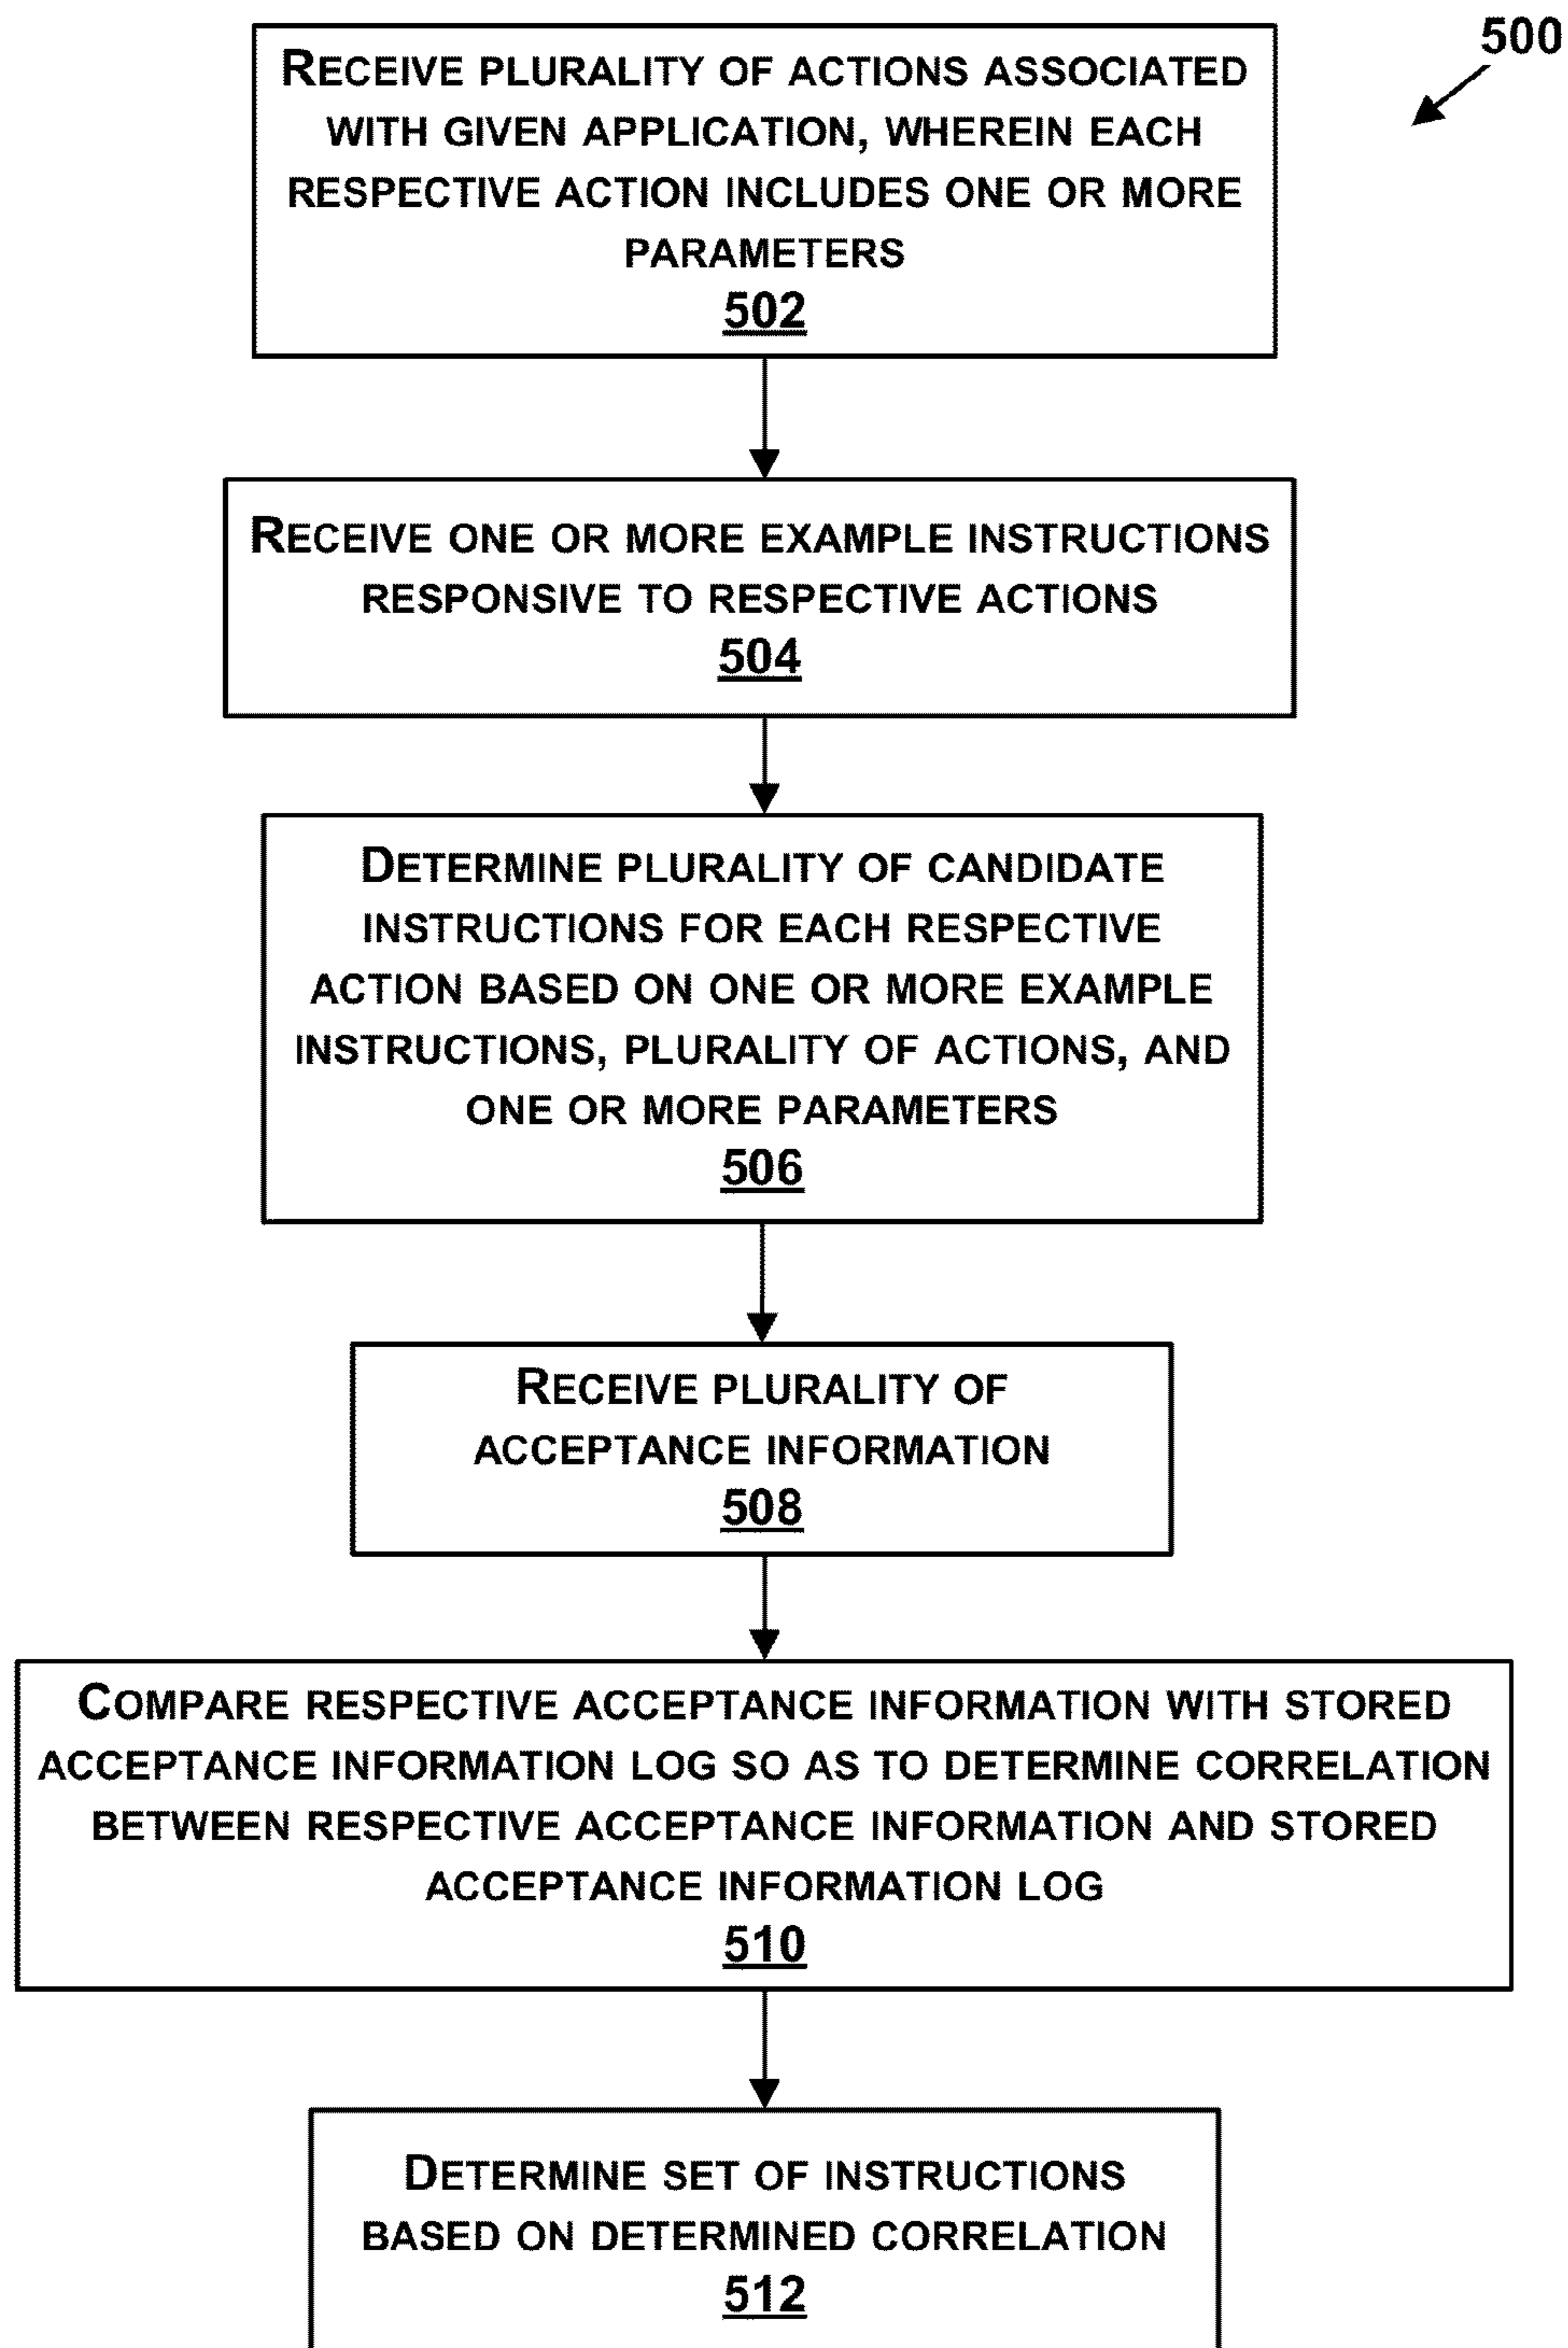 500
RECEIVE PLURALITY OF ACTIONS ASSOCIATED
WITH GIVEN APPLICATION, WHEREIN EACH
RESPECTIVE ACTION INCLUDES ONE OR MORE
PARAMETERS
502
RECEIVE ONE OR MORE EXAMPLE INSTRUCTIONS
RESPONSIVE TO RESPECTIVE ACTIONS
504
DETERMINE PLURALITY OF CANDIDATE
INSTRUCTIONS FOR EACH RESPECTIVE
ACTION BASED ON ONE OR MORE EXAMPLE
INSTRUCTIONS, PLURALITY OF ACTIONS, AND
ONE OR MORE PARAMETERS
506
RECEIVE PLURALITY OF
ACCEPTANCE INFORMATION
508
COMPARE RESPECTIVE ACCEPTANCE INFORMATION WITH STORED
ACCEPTANCE INFORMATION LOG SO AS TO DETERMINE CORRELATION
BETWEEN RESPECTIVE ACCEPTANCE INFORMATION AND STORED
ACCEPTANCE INFORMATION LOG
510
DETERMINE SET OF INSTRUCTIONS
BASED ON DETERMINED CORRELATION
512